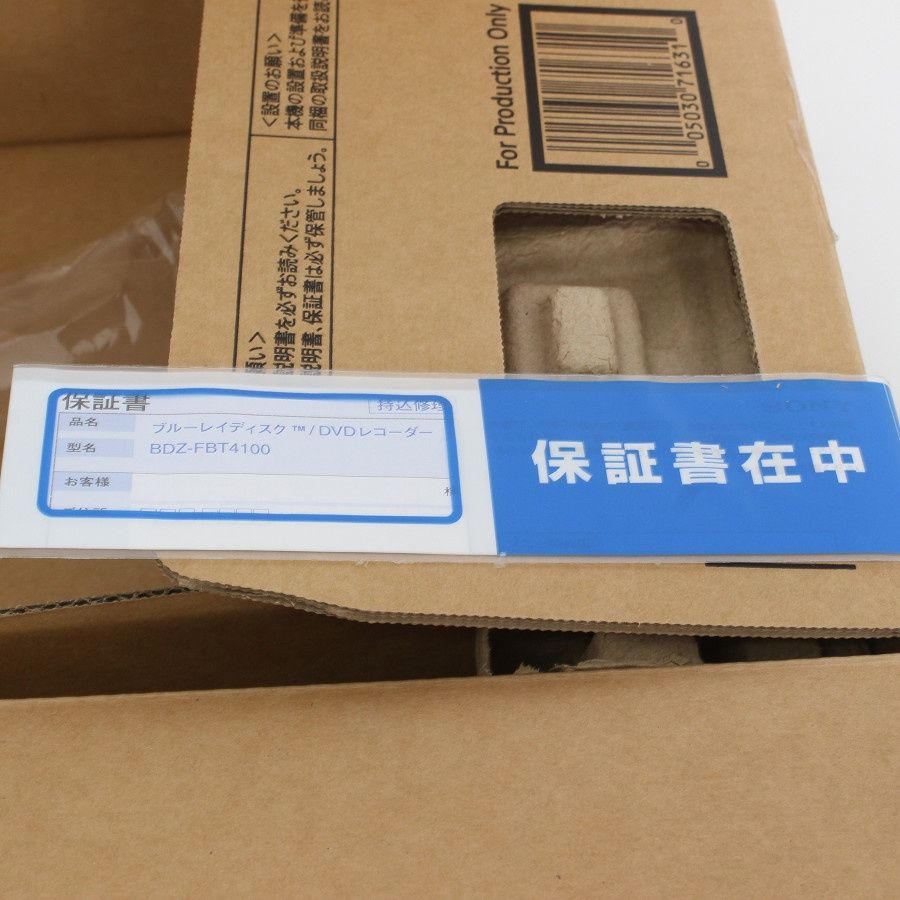 <設置のお願い>
本機の設置および準備を
同梱の取扱説明書をお読
説明書を必ずお読みください。
説明書、保証書は必ず保管しましょう。
For Production Only
0 05030 71631 0
保証書
持込修理
品名 ブルーレイディスク™/DVDレコーダー
型名 BDZ-FBT4100
お客様
保証書在中